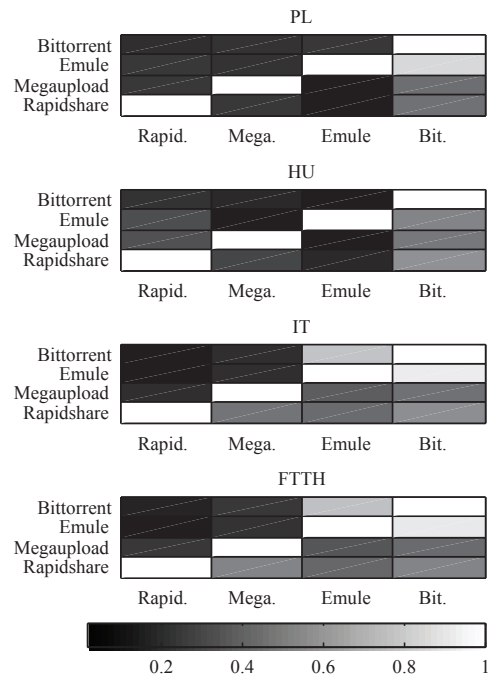 PL
Bittorrent
Emule
Megaupload
Rapidshare
Rapid. Mega. Emule Bit.
HU
Bittorrent
Emule
Megaupload
Rapidshare
Rapid. Mega. Emule Bit.
IT
Bittorrent
Emule
Megaupload
Rapidshare
Rapid. Mega. Emule Bit.
FTTH
Bittorrent
Emule
Megaupload
Rapidshare
Rapid. Mega. Emule Bit.
0.2 0.4 0.6 0.8 1